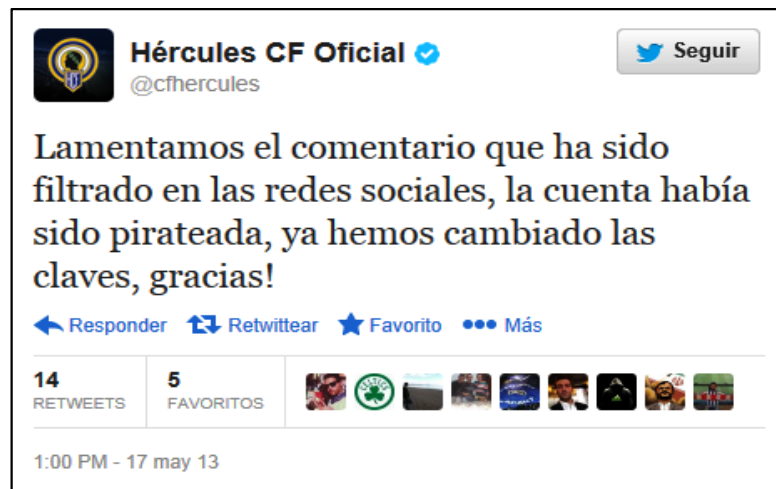 Hércules CF Oficial
Seguir
@cfhercules
Lamentamos el comentario que ha sido
filtrado en las redes sociales, la cuenta había
sido pirateada, ya hemos cambiado las
claves, gracias!
Responder Retwittear Favorito Más
14 5
RETWEETS FAVORITOS
1:00 PM - 17 may 13